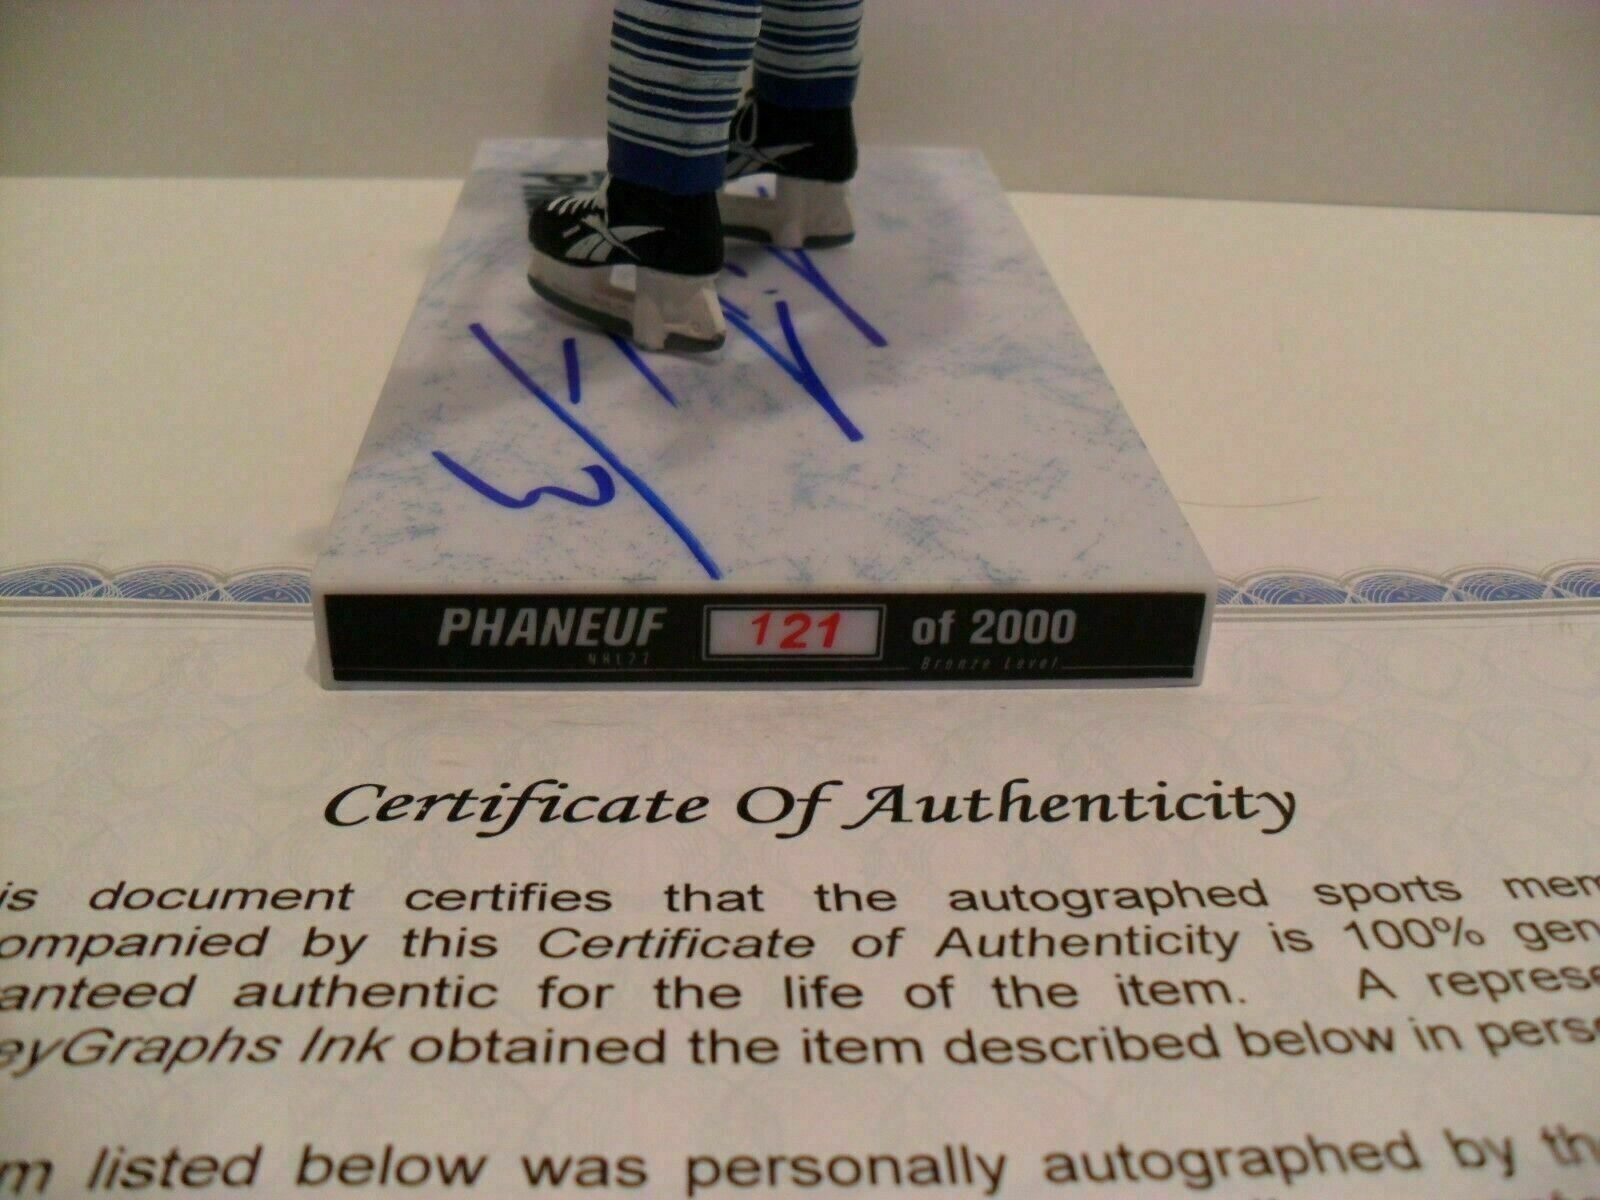 PHANEUF 121 of 2000
NHL27 Bronze Level
Certificate Of Authenticity
is document certifies that the autographed sports mem
ompanied by this Certificate of Authenticity is 100% gen
anteed authentic for the life of the item. A represe
eyGraphs Ink obtained the item described below in perso
m listed below was personally autographed by th